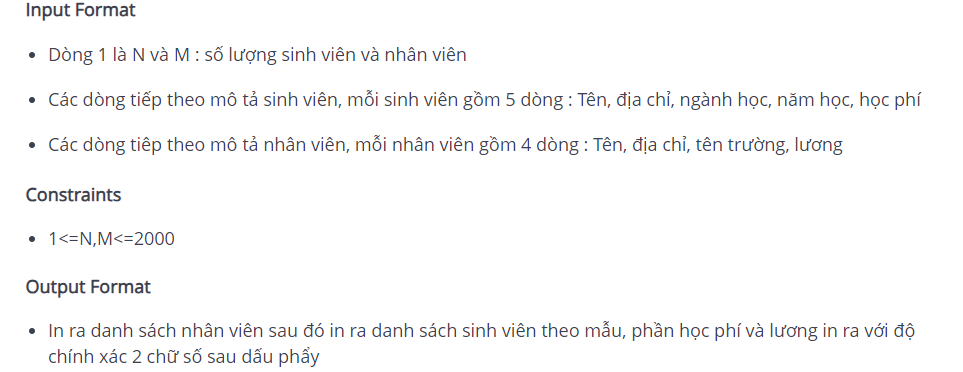 Input Format
• Dòng 1 là N và M : số lượng sinh viên và nhân viên
• Các dòng tiếp theo mô tả sinh viên, mỗi sinh viên gồm 5 dòng : Tên, địa chỉ, ngành học, năm học, học phí
• Các dòng tiêp theo mô tả nhân viên, mỗi nhân viên gồm 4 dòng : Tên, địa chỉ, tên trường, lương
Constraints
• 1<=N,M<=2000
Output Format
• In ra danh sách nhân viên sau đó in ra danh sách sinh viên theo mẫu, phần học phí và lương in ra với độ
chính xác 2 chữ số sau dấu phẩy